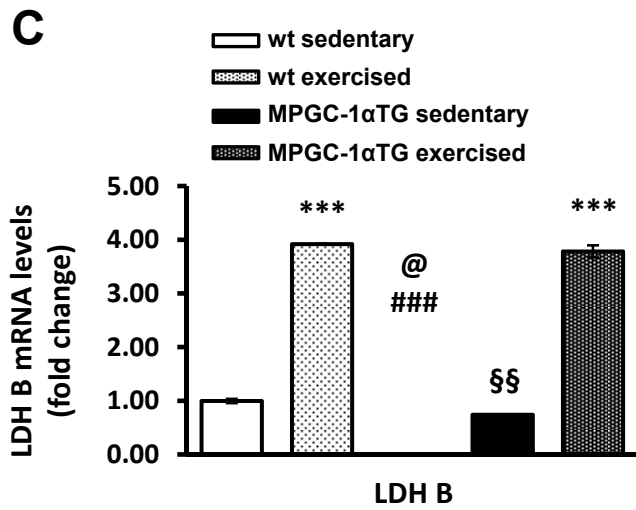 C
wt sedentary
wt exercised
MPGC-1αTG sedentary
MPGC-1αTG exercised
LDH B mRNA levels
(fold change)
5.00
4.00
3.00
2.00
1.00
0.00
***
@
###
§§
***
LDH B